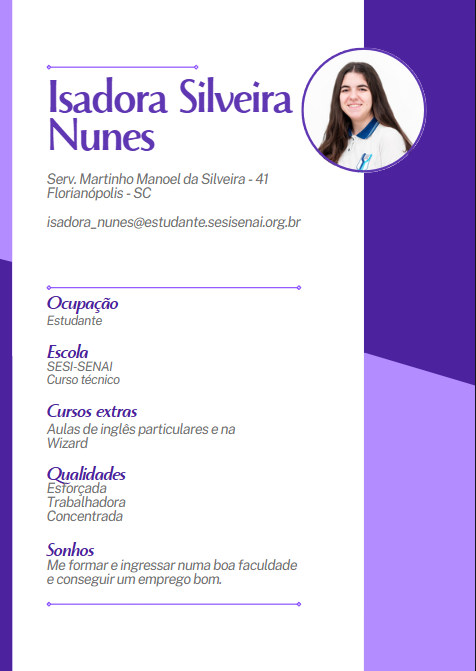 Isadora Silveira
Nunes
Serv. Martinho Manoel da Silveira - 41
Florianópolis - SC
isadora_nunes@estudante.sesisenai.org.br
Ocupação
Estudante
Escola
SESI-SENAI
Curso técnico
Cursos extras
Aulas de inglês particulares e na
Wizard
Qualidades
Esforçada
Trabalhadora
Concentrada
Sonhos
Me formar e ingressar numa boa faculdade
e conseguir um emprego bom.